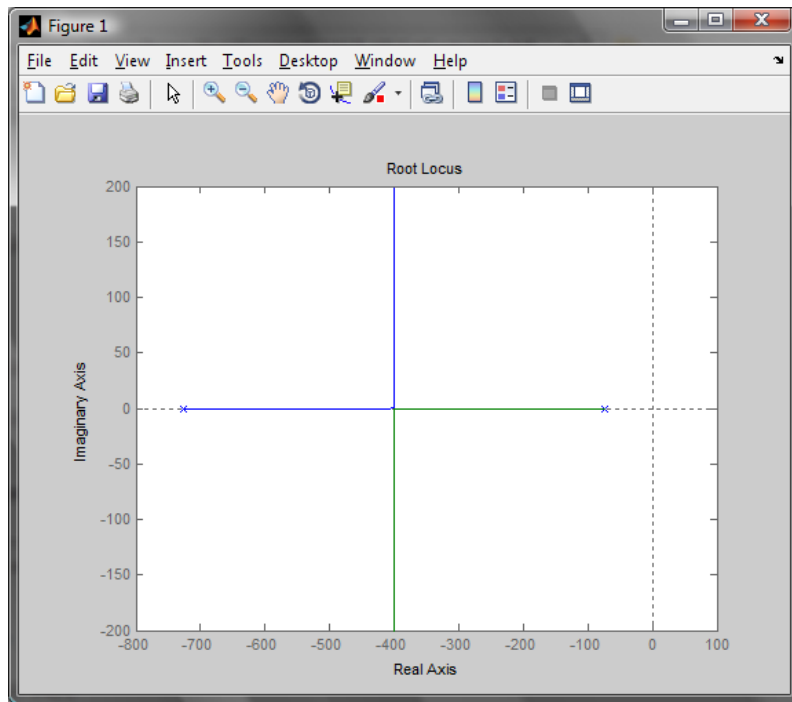 Figure 1
File Edit View Insert Tools Desktop Window Help
Root Locus
200
150
100
50
0
-50
-100
-150
-200
Imaginary Axis
-800 -700 -600 -500 -400 -300 -200 -100 0 100
Real Axis